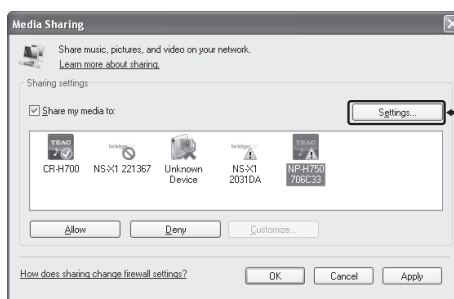 Media Sharing
Share music, pictures, and video on your network.
Learn more about sharing.
Sharing settings
Share my media to:
Settings...
TEAC
TEAC
CR-H700
NS-X1 221367
Unknown
Device
NS-X1
2031DA
NP-H750
706C33
Allow
Deny
Customize...
How does sharing change firewall settings?
OK
Cancel
Apply